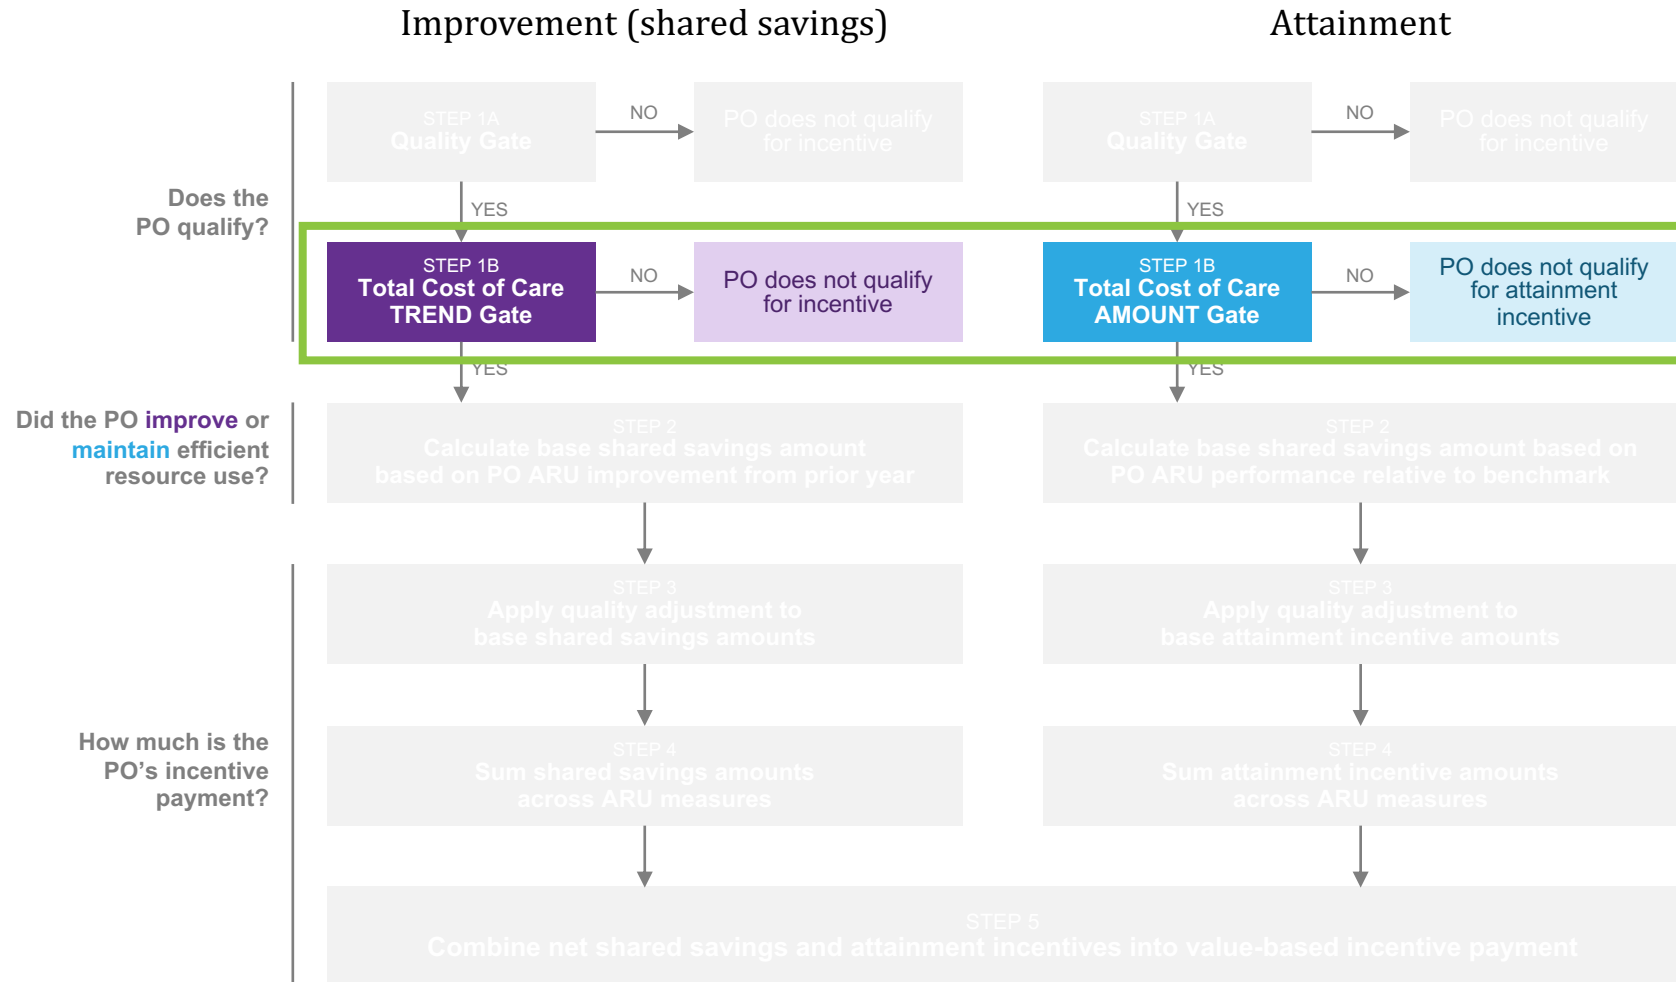 Improvement (shared savings)
Attainment
Does the
PO qualify?
STEP 1A
Quality Gate
NO
PO does not qualify
for incentive
YES
STEP 1A
Quality Gate
NO
PO does not qualify
for incentive
YES
STEP 1B
Total Cost of Care
TREND Gate
NO
PO does not qualify
for incentive
YES
STEP 1B
Total Cost of Care
AMOUNT Gate
NO
PO does not qualify
for attainment
incentive
YES
Did the PO improve or
maintain efficient
resource use?
STEP 2
Calculate base shared savings amount
based on PO ARU improvement from prior year
STEP 2
Calculate base shared savings amount based on
PO ARU performance relative to benchmark
How much is the
PO’s incentive
payment?
STEP 3
Apply quality adjustment to
base shared savings amounts
STEP 3
Apply quality adjustment to
base attainment incentive amounts
STEP 4
Sum shared savings amounts
across ARU measures
STEP 4
Sum attainment incentive amounts
across ARU measures
STEP 5
Combine net shared savings and attainment incentives into value-based incentive payment